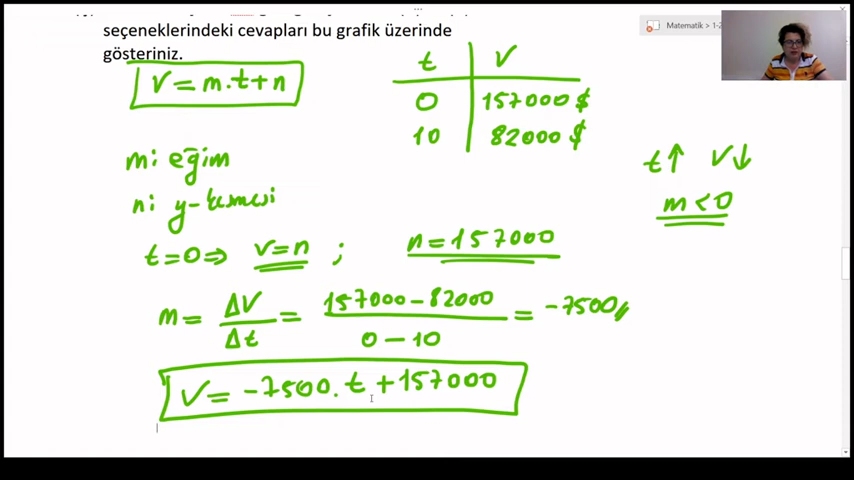 seçeneklerindeki cevapları bu grafik üzerinde
gösteriniz.
Matematik > 1-2
V = m.t+n
t V
0 157000 $
10 82000 $
t↑ V↓
m < 0
m: eğim
n: y-kesmesi
t=0 ⇒ V=n ; n=157000
m = ΔV/Δt = (157000-82000)/(0-10) = -7500//
V = -7500.t+157000